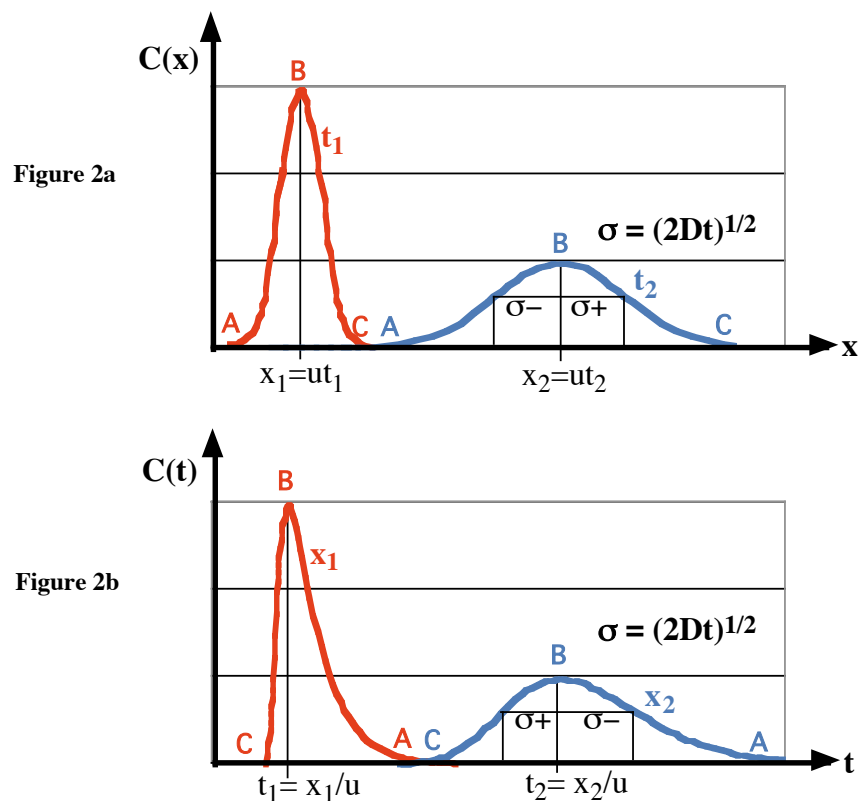 C(x)
B
t1
Figure 2a
σ = (2Dt)1/2
B
t2
σ− σ+
A C A C
x
x1=ut1 x2=ut2
C(t)
B
x1
Figure 2b
σ = (2Dt)1/2
B
x2
σ+ σ−
C A C A
t
t1= x1/u t2= x2/u